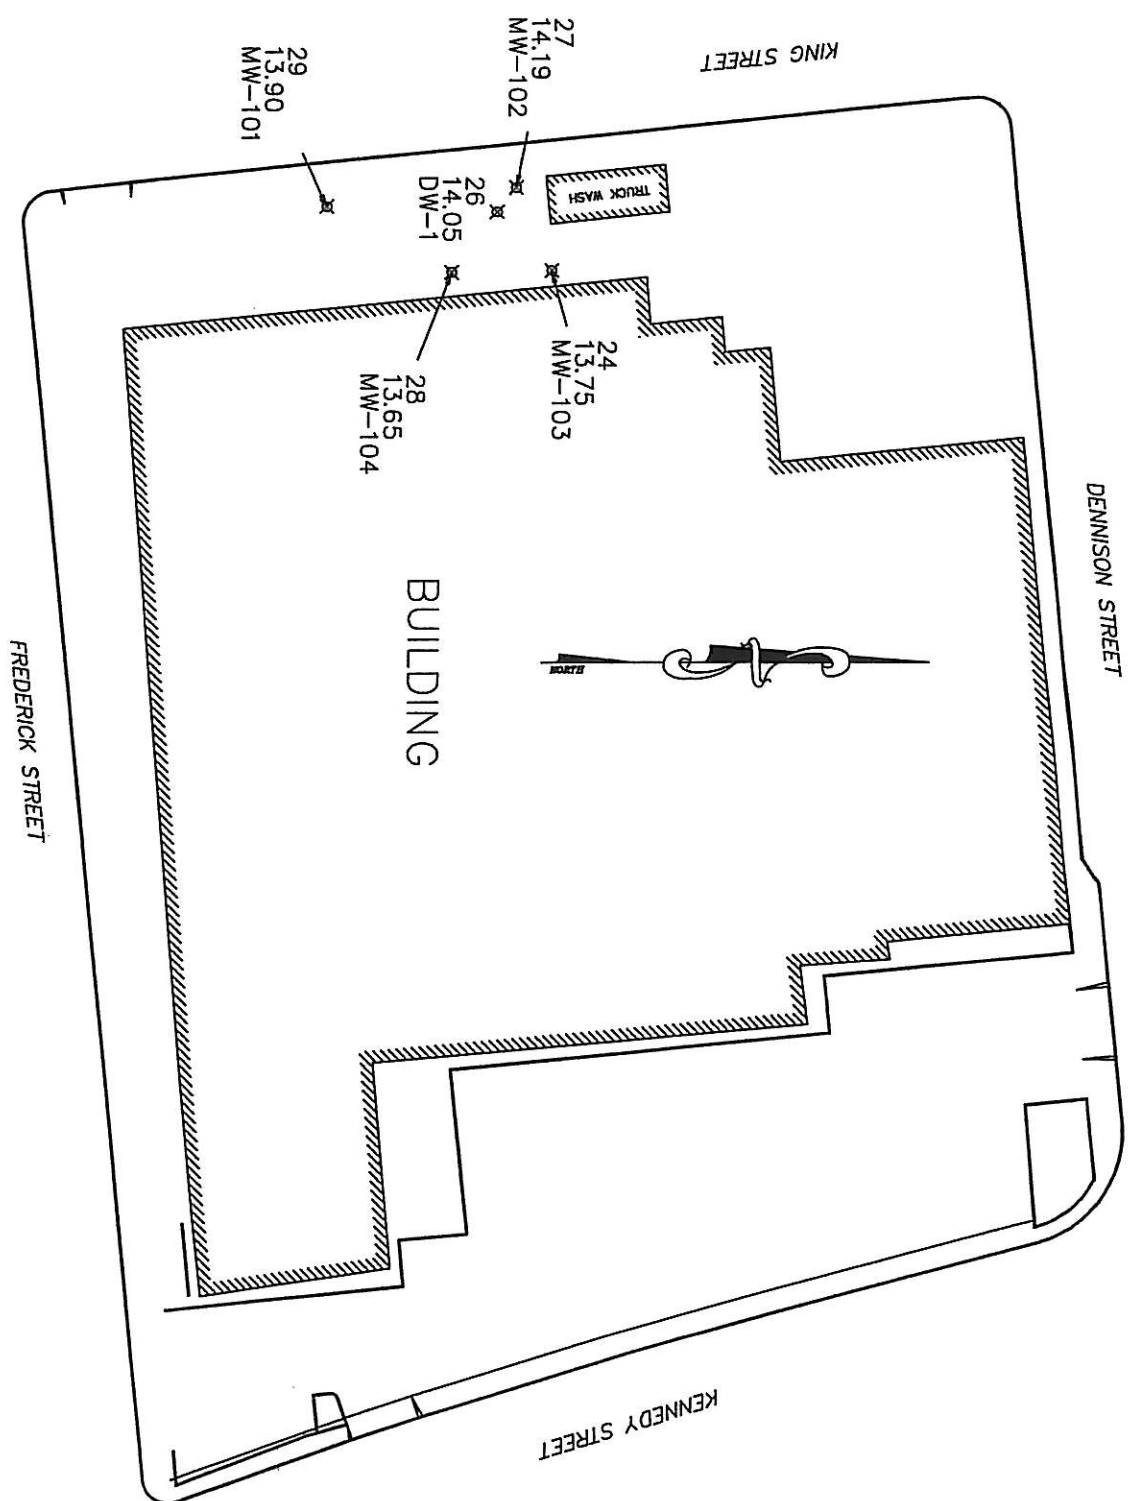 KING STREET
27
14.19
MW-102
29
13.90
MW-101
TRUCK WASH
26
14.05
DW-1
24
13.75
MW-103
28
13.65
MW-104
DENNISON STREET
BUILDING
NORTH
FREDERICK STREET
KENNEDY STREET